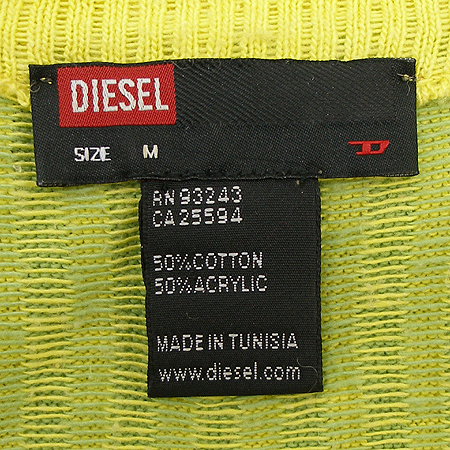 DIESEL
SIZE M D
RN 93243
CA 25594
50% COTTON
50% ACRYLIC
MADE IN TUNISIA
www.diesel.com